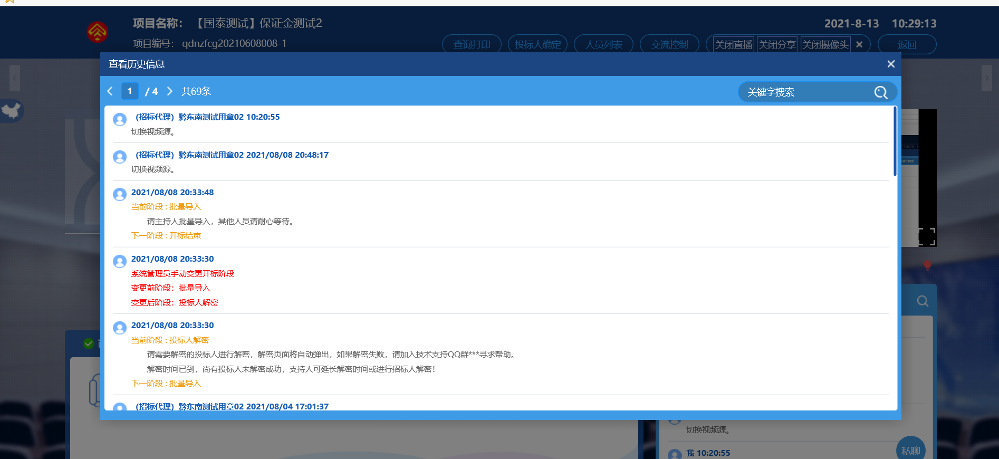 项目名称： 【国泰测试】保证金测试2
2021-8-13 10:29:13
项目编号： qdnzfcg20210608008-1
查询打印 投标人确定 人员列表 交流控制 关闭直播 关闭分享 关闭摄像头 × 返回
查看历史信息
1 / 4 共69条
关键字搜索
（招标代理）黔东南测试用章02 10:20:55
切换视频源。
（招标代理）黔东南测试用章02 2021/08/08 20:48:17
切换视频源。
2021/08/08 20:33:48
当前阶段 : 批量导入
请主持人批量导入，其他人员请耐心等待。
下一阶段 : 开标结束
2021/08/08 20:33:30
系统管理员手动变更开标阶段
变更前阶段：批量导入
变更后阶段：投标人解密
2021/08/08 20:33:30
当前阶段 : 投标人解密
请需要解密的投标人进行解密，解密页面将自动弹出，如果解密失败，请加入技术支持QQ群***寻求帮助。
解密时间已到，尚有投标人未解密成功，支持人可延长解密时间或进行招标人解密！
下一阶段 : 批量导入
（招标代理）黔东南测试用章02 2021/08/04 17:01:37
切换视频源。
我 10:20:55
私聊